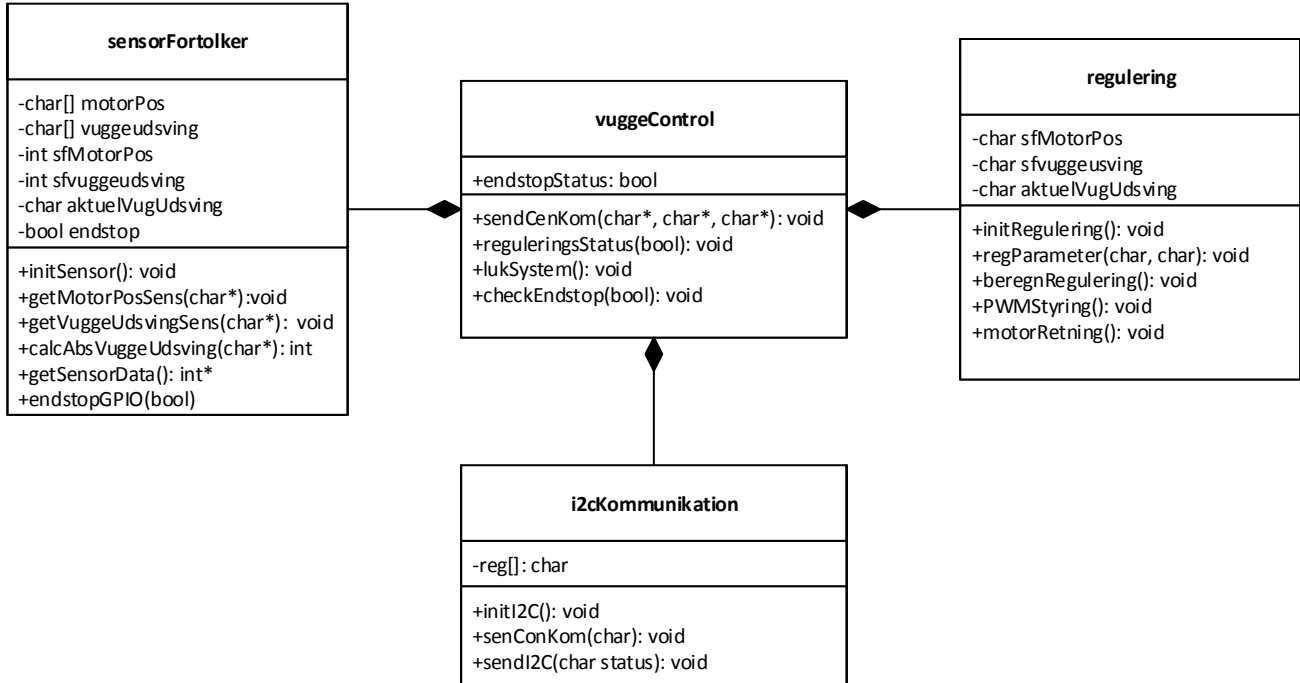 sensorFortolker
-char[] motorPos
-char[] vuggeudsving
-int sfMotorPos
-int sfvuggeudsving
-char aktuelVugUdsving
-bool endstop
+initSensor(): void
+getMotorPosSens(char*):void
+getVuggeUdsvingSens(char*): void
+calcAbsVuggeUdsving(char*): int
+getSensorData(): int*
+endstopGPIO(bool)
vuggeControl
+endstopStatus: bool
+sendCenKom(char*, char*, char*): void
+reguleringsStatus(bool): void
+lukSystem(): void
+checkEndstop(bool): void
regulering
-char sfMotorPos
-char sfvuggeusving
-char aktuelVugUdsving
+initRegulering(): void
+regParameter(char, char): void
+beregnRegulering(): void
+PWMStyring(): void
+motorRetning(): void
i2cKommunikation
-reg[]: char
+initI2C(): void
+senConKom(char): void
+sendI2C(char status): void